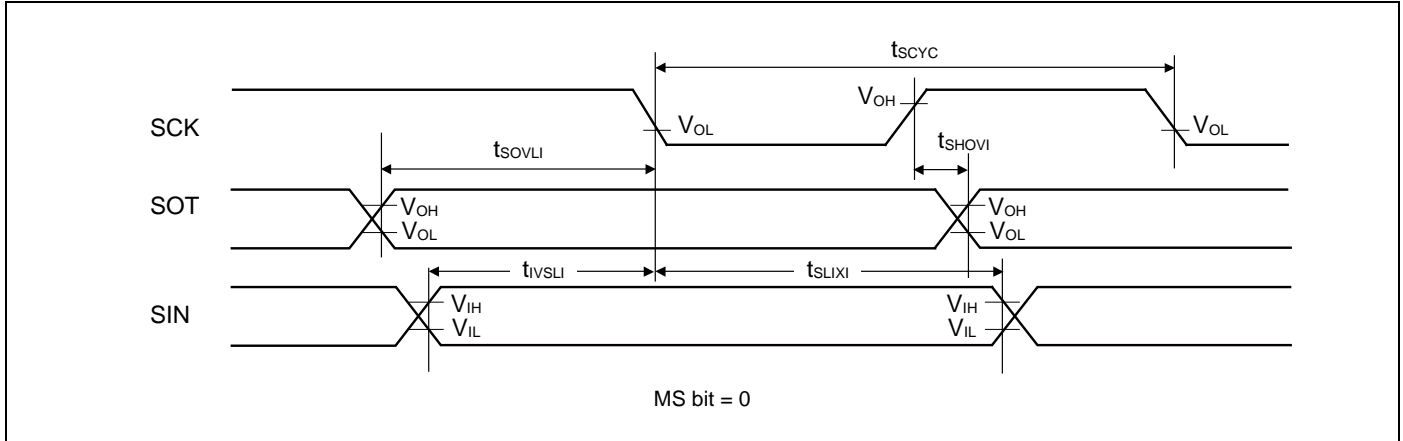 tSCYC
VOH
SCK
VOL
VOL
tSOVLI
tSHOVI
SOT
VOH
VOL
VOH
VOL
tIVSLI
tSLIXI
SIN
VIH
VIL
VIH
VIL
MS bit = 0